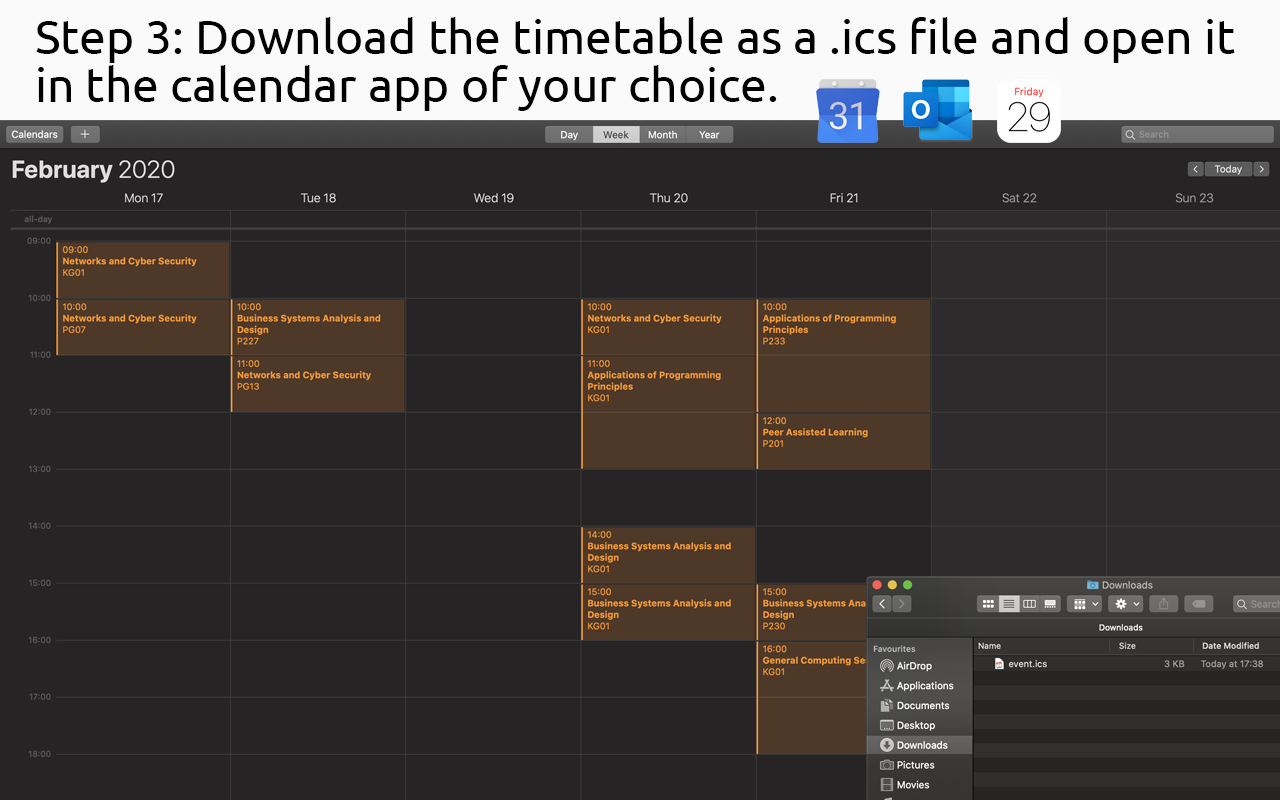 Step 3: Download the timetable as a .ics file and open it
in the calendar app of your choice.
31
O
Friday
29
Calendars
+
Day
Week
Month
Year
Search
February 2020
Today
Mon 17
Tue 18
Wed 19
Thu 20
Fri 21
Sat 22
Sun 23
all-day
09:00
10:00
11:00
12:00
13:00
14:00
15:00
16:00
17:00
18:00
09:00
Networks and Cyber Security
KG01
10:00
Networks and Cyber Security
PG07
10:00
Business Systems Analysis and
Design
P227
11:00
Networks and Cyber Security
PG13
10:00
Networks and Cyber Security
KG01
11:00
Applications of Programming
Principles
KG01
14:00
Business Systems Analysis and
Design
KG01
15:00
Business Systems Analysis and
Design
KG01
10:00
Applications of Programming
Principles
P233
12:00
Peer Assisted Learning
P201
15:00
Business Systems Ana
Design
P230
16:00
General Computing Se
KG01
Downloads
Search
Downloads
Favourites
AirDrop
Applications
Documents
Desktop
Downloads
Pictures
Movies
Name
Size
Date Modified
event.ics
3 KB
Today at 17:38